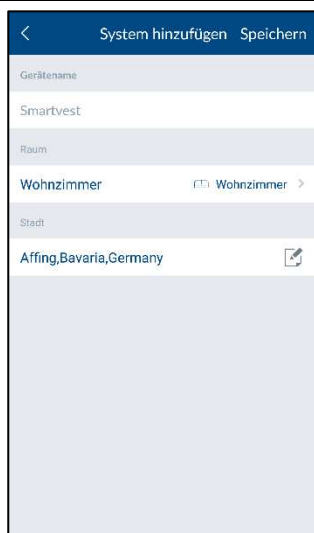 System hinzufügen Speichern
Gerätename
Smartvest
Raum
Wohnzimmer Wohnzimmer
Stadt
Affing,Bavaria,Germany